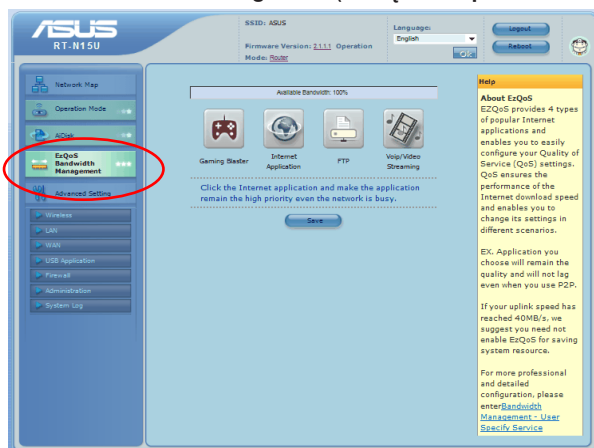 ASUS
RT-N15U
SSID: ASUS
Firmware Version: 2.1.1.1 Operation
Mode: Router
Language:
English
OK
Logout
Reboot
Network Map
Operation Mode
AiDisk
EzQoS
Bandwidth
Management
Advanced Setting
Wireless
LAN
WAN
USB Application
Firewall
Administration
System Log
Available Bandwidth: 100%
Gaming Blaster
Internet
Application
FTP
Voip/Video
Streaming
Click the Internet application and make the application
remain the high priority even the network is
busy.
Save
Help
About EzQoS
EZQoS provides 4 types
of popular Internet
applications and
enables you to easily
configure your Quality of
Service (QoS) settings.
QoS ensures the
performance of the
Internet download speed
and enables you to
change its settings in
different scenarios.
EX. Application you
choose will remain the
quality and will not lag
even when you use P2P.
If your uplink speed has
reached 40MB/s, we
suggest you need not
enable EzQoS for saving
system resource.
For more professional
and detailed
configuration, please
enterBandwidth
Management - User
Specify Service